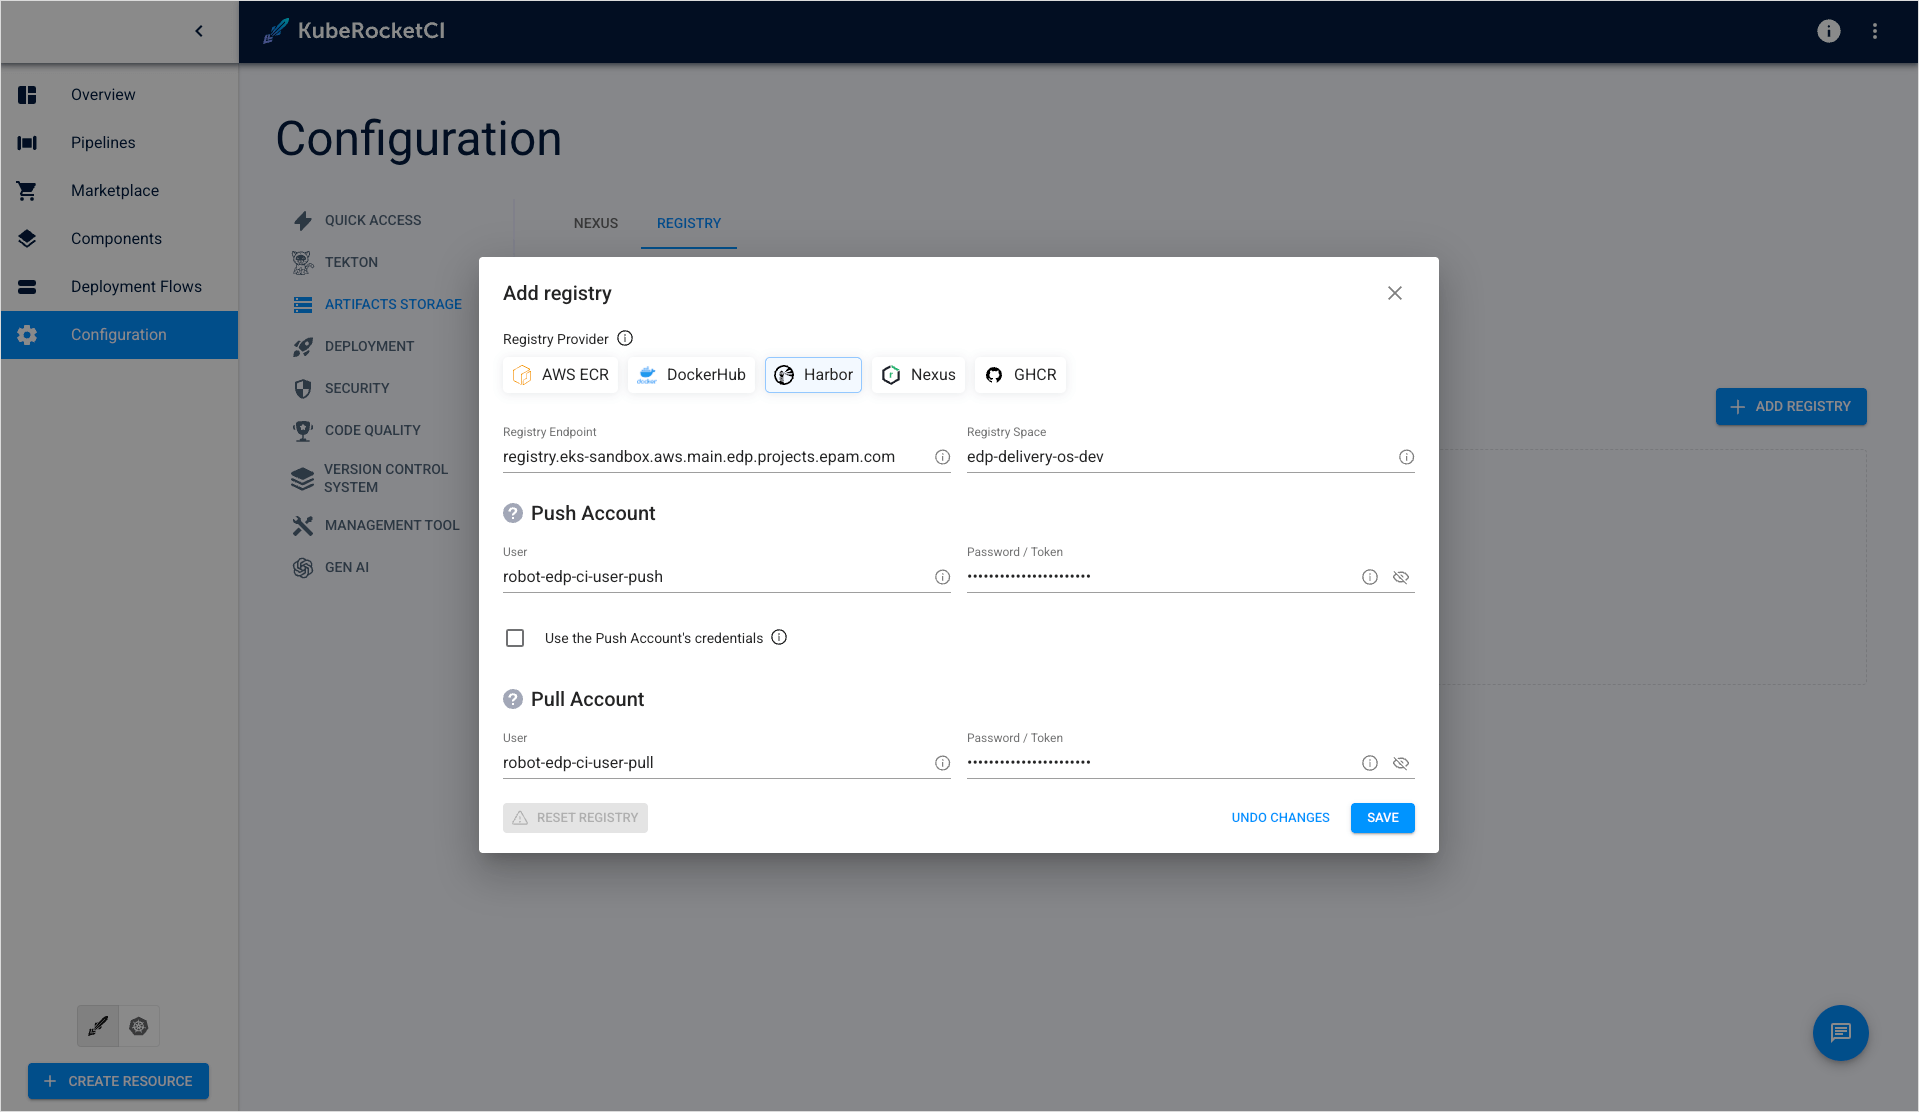 KubeRocketCI
Overview
Pipelines
Marketplace
Components
Deployment Flows
Configuration
CREATE RESOURCE
Configuration
QUICK ACCESS
TEKTON
ARTIFACTS STORAGE
DEPLOYMENT
SECURITY
CODE QUALITY
VERSION CONTROL
SYSTEM
MANAGEMENT TOOL
GEN AI
NEXUS REGISTRY
ADD REGISTRY
Add registry
Registry Provider
AWS ECR docker DockerHub Harbor Nexus GHCR
Registry Endpoint Registry Space
registry.eks-sandbox.aws.main.edp.projects.epam.com edp-delivery-os-dev
Push Account
User Password / Token
robot-edp-ci-user-push •••••••••••••••••••••••
Use the Push Account's credentials
Pull Account
User Password / Token
robot-edp-ci-user-pull •••••••••••••••••••••••
RESET REGISTRY UNDO CHANGES SAVE